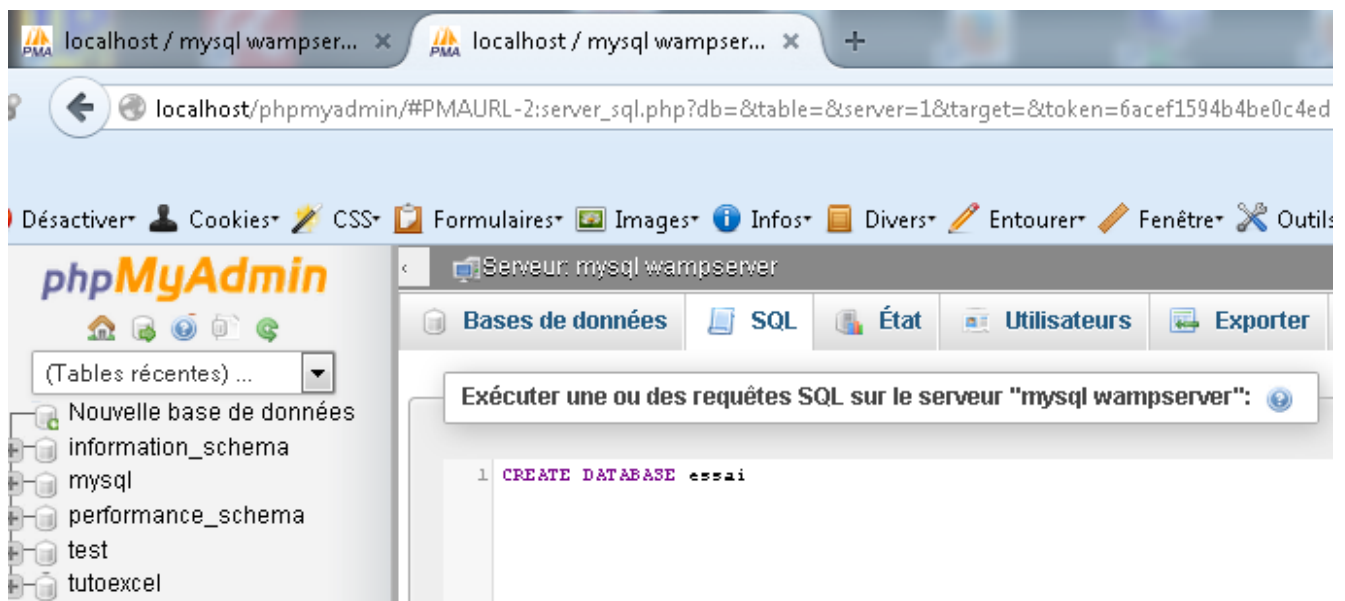 localhost / mysql wampser... localhost / mysql wampser...
localhost/phpmyadmin/#PMAURL-2:server_sql.php?db=&table=&server=1&target=&token=6acef1594b4be0c4ed
Désactiver Cookies CSS Formulaires Images Infos Divers Entourer Fenêtre Outils
phpMyAdmin
(Tables récentes) ...
Nouvelle base de données
information_schema
mysql
performance_schema
test
tutoexcel
Serveur: mysql wampserver
Bases de données SQL État Utilisateurs Exporter
Exécuter une ou des requêtes SQL sur le serveur "mysql wampserver":
1 CREATE DATABASE essai